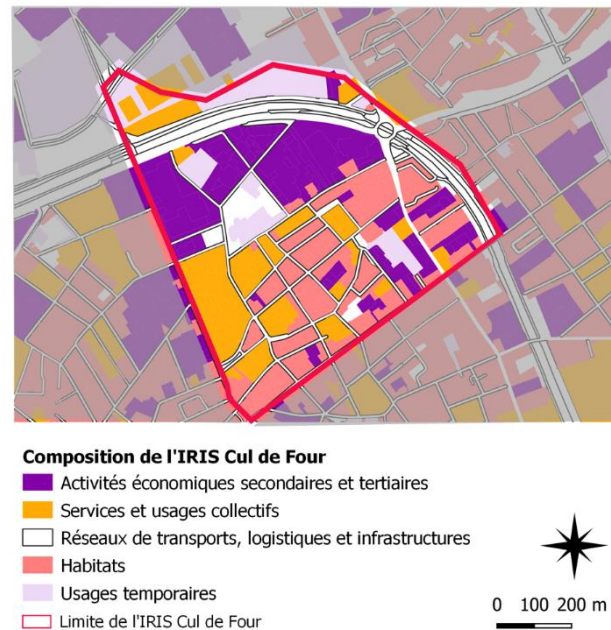 Composition de l'IRIS Cul de Four
Activités économiques secondaires et tertiaires
Services et usages collectifs
Réseaux de transports, logistiques et infrastructures
Habitats
Usages temporaires
Limite de l'IRIS Cul de Four
0 100 200 m